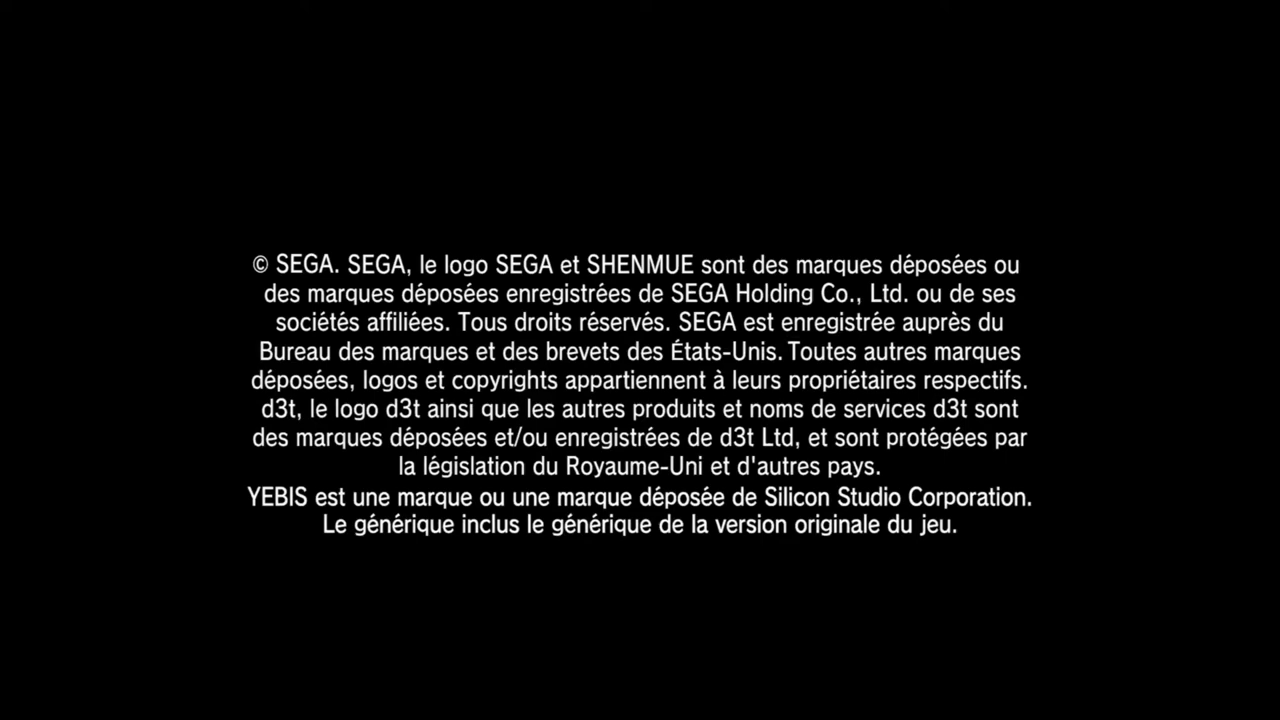 © SEGA. SEGA, le logo SEGA et SHENMUE sont des marques déposées ou
des marques déposées enregistrées de SEGA Holding Co., Ltd. ou de ses
sociétés affiliées. Tous droits réservés. SEGA est enregistrée auprès du
Bureau des marques et des brevets des États-Unis. Toutes autres marques
déposées, logos et copyrights appartiennent à leurs propriétaires respectifs.
d3t, le logo d3t ainsi que les autres produits et noms de services d3t sont
des marques déposées et/ou enregistrées de d3t Ltd, et sont protégées par
la législation du Royaume-Uni et d'autres pays.
YEBIS est une marque ou une marque déposée de Silicon Studio Corporation.
Le générique inclus le générique de la version originale du jeu.